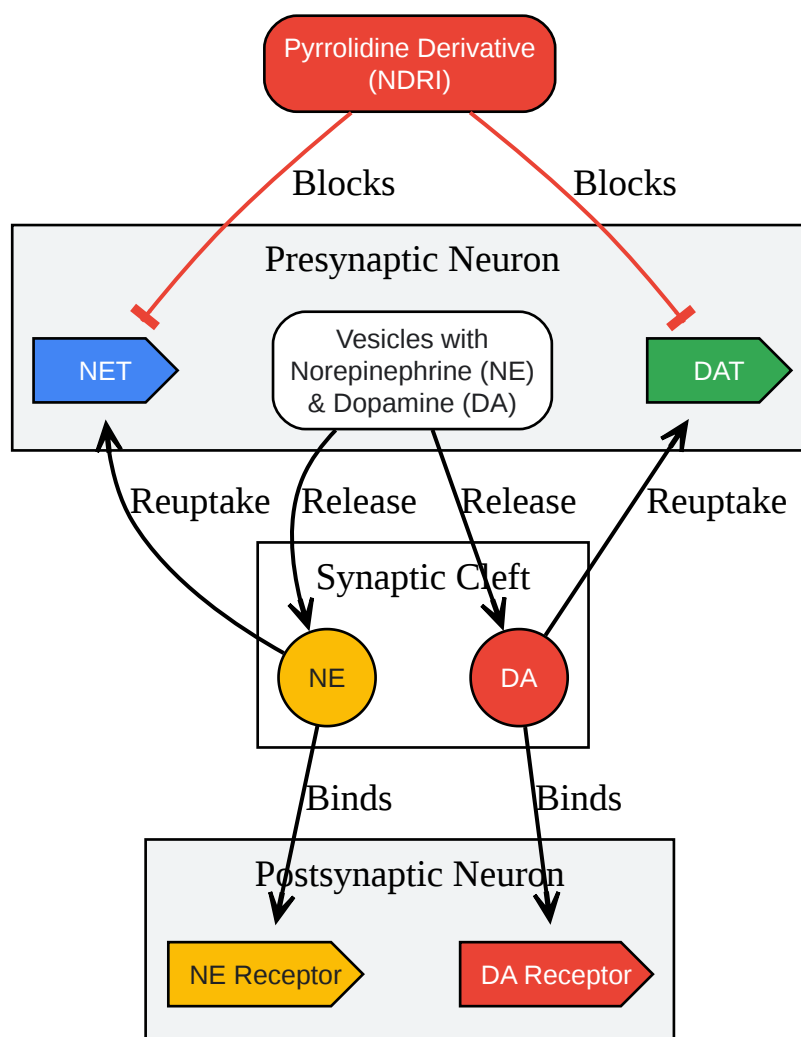 Pyrrolidine Derivative
(NDRI)
Blocks
Blocks
Presynaptic Neuron
NET
Vesicles with
Norepinephrine (NE)
& Dopamine (DA)
DAT
Reuptake
Release
Release
Reuptake
Synaptic Cleft
NE
DA
Binds
Binds
Postsynaptic Neuron
NE Receptor
DA Receptor